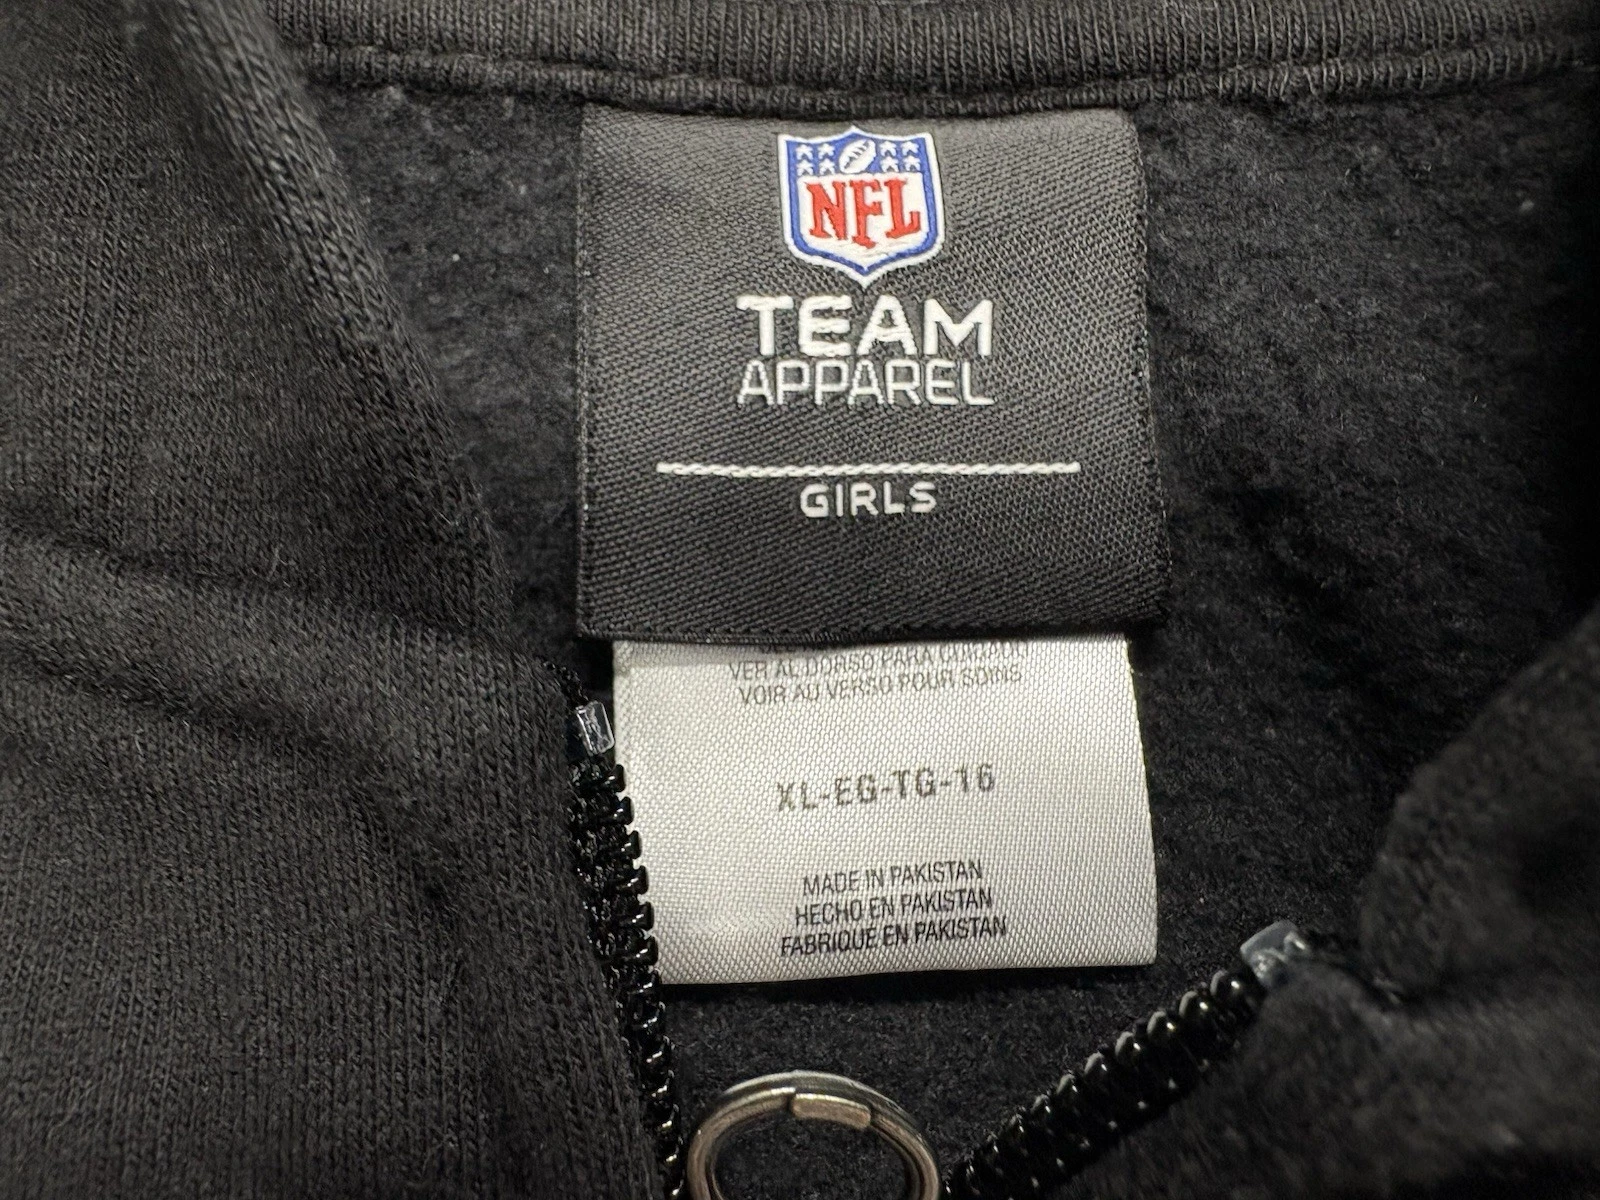 NFL
TEAM
APPAREL
GIRLS
VER AL DORSO PARA
VOIR AU VERSO POUR SOINS
XL-EG-TG-16
MADE IN PAKISTAN
HECHO EN PAKISTAN
FABRIQUE EN PAKISTAN